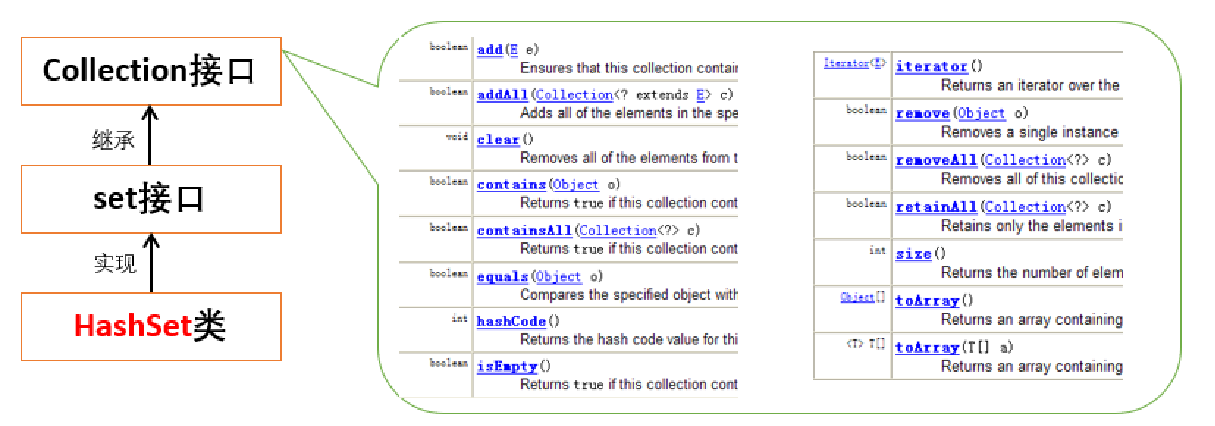 Collection接口
继承
set接口
实现
HashSet类
boolean add(E e)
Ensures that this collection contain
boolean addAll(Collection<? extends E> c)
Adds all of the elements in the spe
void clear()
Removes all of the elements from t
boolean contains(Object o)
Returns true if this collection cont
boolean containsAll(Collection<?> c)
Returns true if this collection cont
boolean equals(Object o)
Compares the specified object with
int hashCode()
Returns the hash code value for thi
boolean isEmpty()
Returns true if this collection cont
Iterator<E> iterator()
Returns an iterator over the
boolean remove(Object o)
Removes a single instance
boolean removeAll(Collection<?> c)
Removes all of this collectic
boolean retainAll(Collection<?> c)
Retains only the elements i
int size()
Returns the number of elem
Object[] toArray()
Returns an array containing
<T> T[] toArray(T[] a)
Returns an array containing